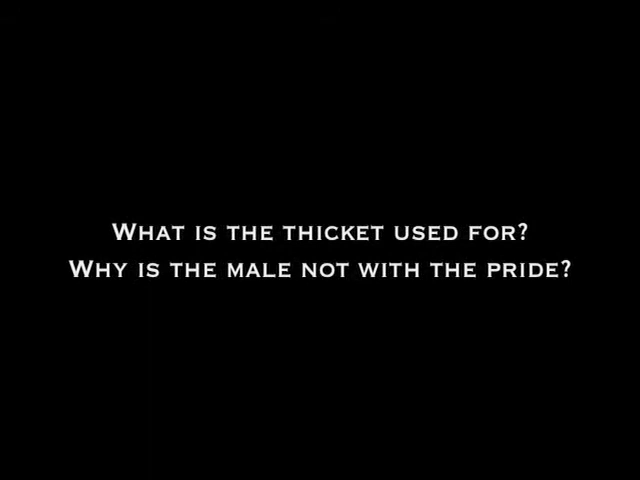 What is the thicket used for?
Why is the male not with the pride?